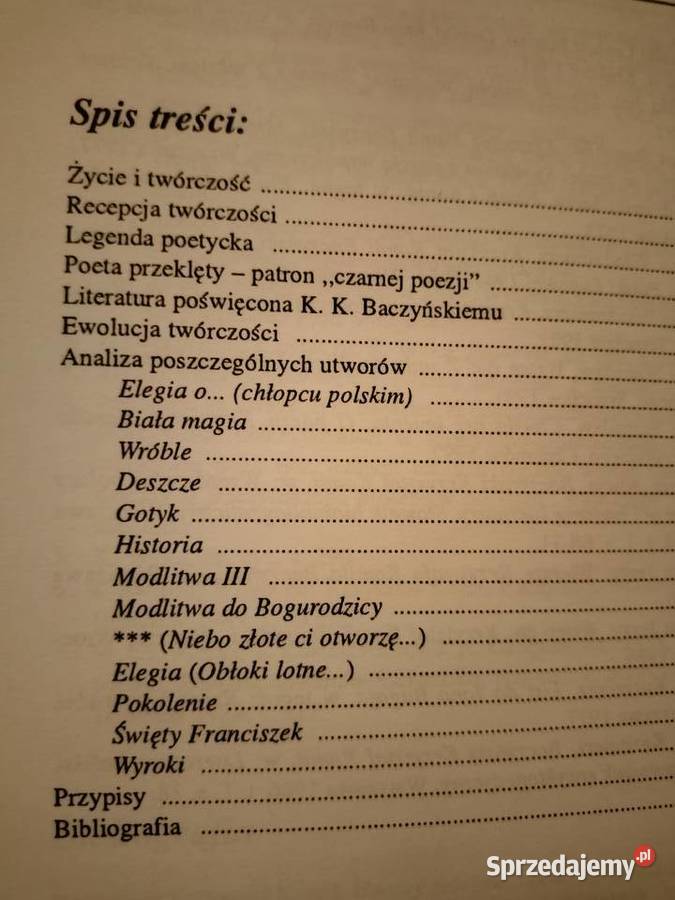 Spis treści:
Życie i twórczość ..........................................................
Recepcja twórczości ..........................................................
Legenda poetycka ..........................................................
Poeta przeklęty – patron ,,czarnej poezji” ..............................
Literatura poświęcona K. K. Baczyńskiemu ..............................
Ewolucja twórczości ..........................................................
Analiza poszczególnych utworów ........................................
Elegia o... (chłopcu polskim) ........................................
Biała magia ..........................................................
Wróble ..........................................................
Deszcze ..........................................................
Gotyk ..........................................................
Historia ..........................................................
Modlitwa III ..........................................................
Modlitwa do Bogurodzicy ........................................
*** (Niebo złote ci otworzę...) ........................................
Elegia (Obłoki lotne...) ........................................
Pokolenie ..........................................................
Święty Franciszek ..................................................
Wyroki ..........................................................
Przypisy ..........................................................
Bibliografia ..........................................................
Sprzedajemy.pl